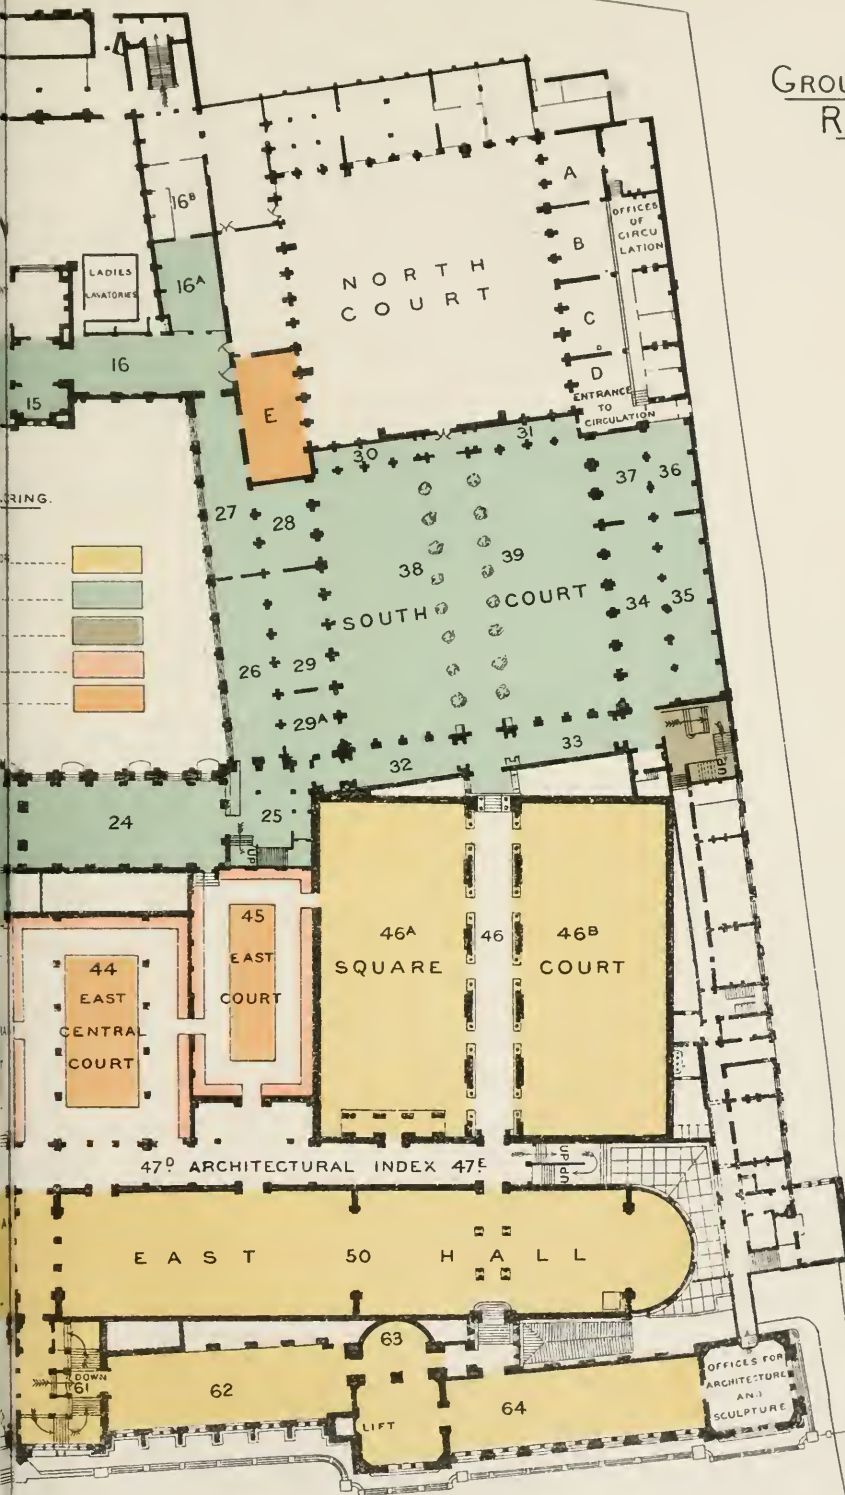 GROU
R
16B
A
OFFICES
OF
CIRCU
LATION
LADIES
LAVATORIES
16A
B
NORTH
COURT
C
16
D
15
E
ENTRANCE
TO
CIRCULATION
30
31
RING.
27
28
37
36
38
39
SOUTH COURT
34
35
26
29
29A
32
33
UP
24
25
UP
45
EAST
COURT
46A
SQUARE
46
46B
COURT
44
EAST
CENTRAL
COURT
47D ARCHITECTURAL INDEX 47E
UP
UP
EAST 50 HALL
63
DOWN
61
62
LIFT
64
OFFICES FOR
ARCHITECTURE
AND
SCULPTURE